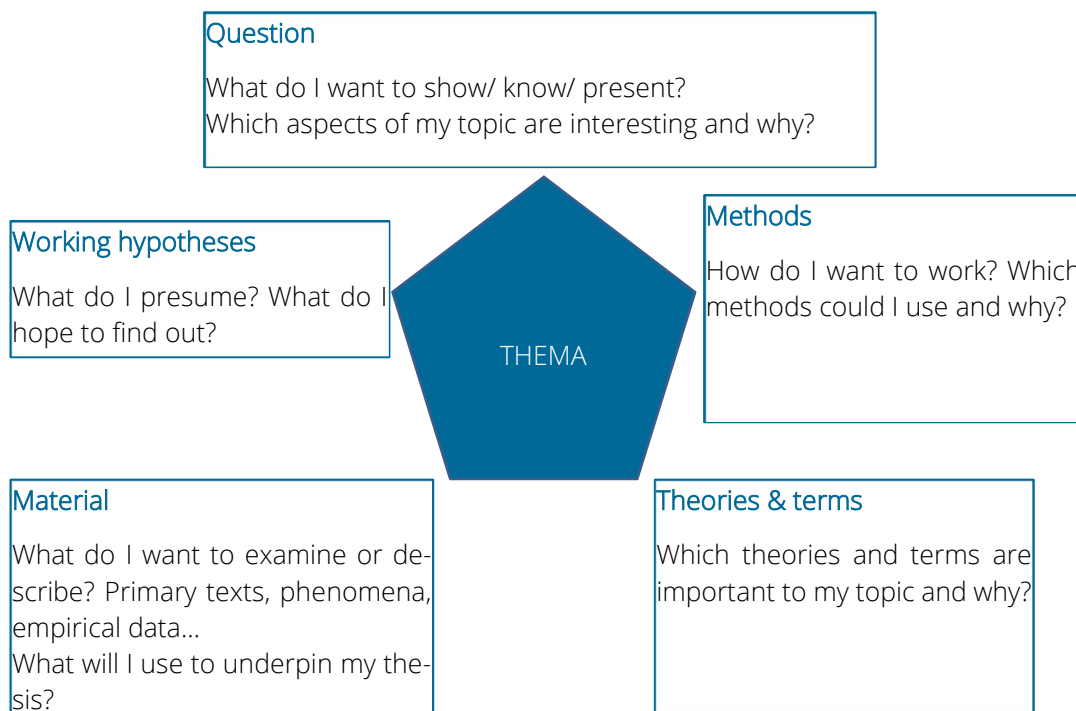 Question
What do I want to show/ know/ present?
Which aspects of my topic are interesting and why?
Working hypotheses
What do I presume? What do I
hope to find out?
Methods
How do I want to work? Which
methods could I use and why?
THEMA
Material
What do I want to examine or de-
scribe? Primary texts, phenomena,
empirical data...
What will I use to underpin my the-
sis?
Theories & terms
Which theories and terms are
important to my topic and why?